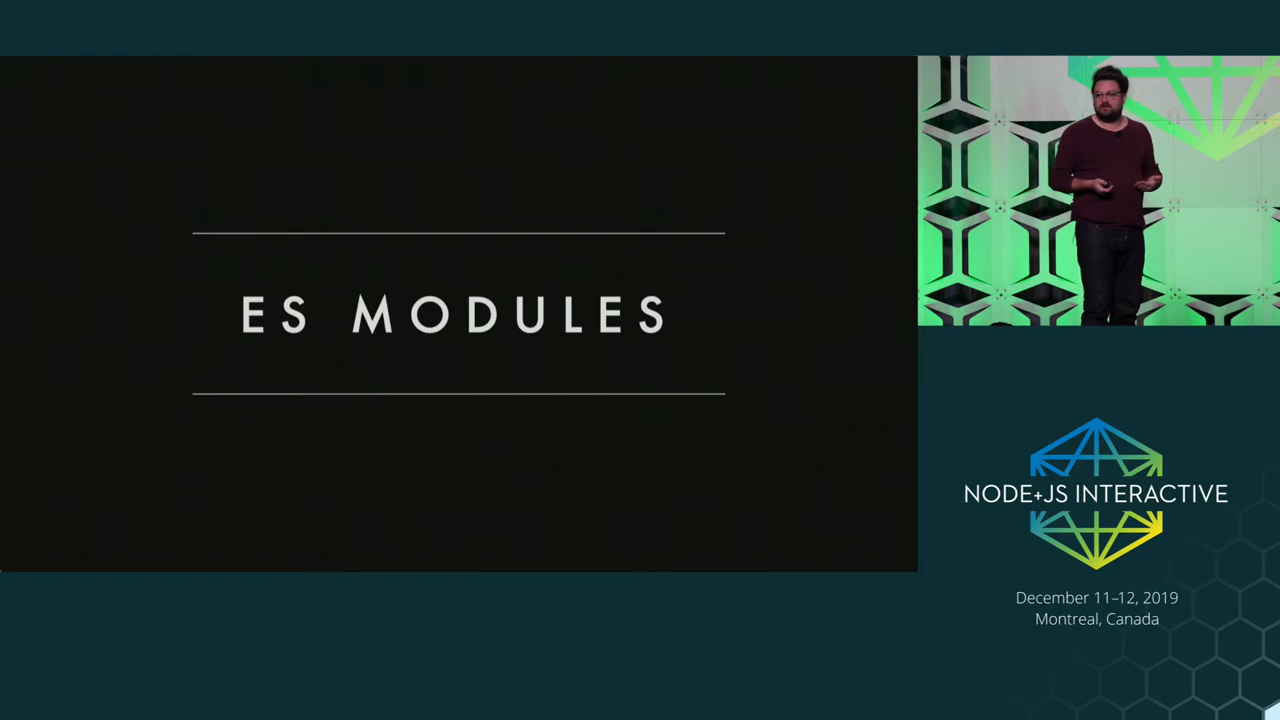 ES MODULES
NODE+JS INTERACTIVE
December 11–12, 2019
Montreal, Canada